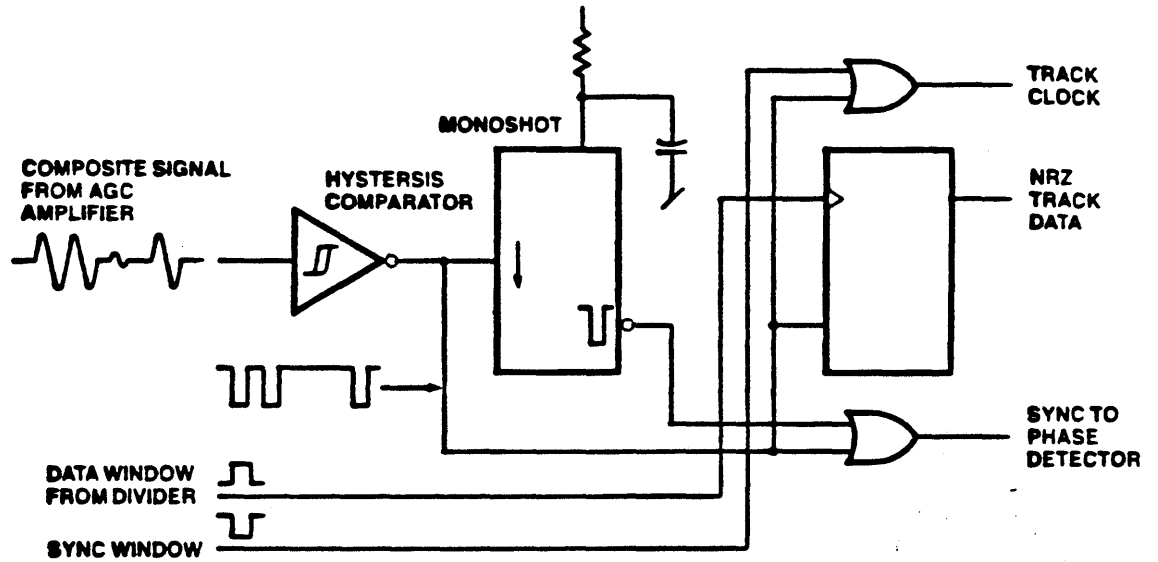 TRACK
CLOCK
MONOSHOT
COMPOSITE SIGNAL
FROM AGC
AMPLIFIER
HYSTERSIS
COMPARATOR
NRZ
TRACK
DATA
SYNC TO
PHASE
DETECTOR
DATA WINDOW
FROM DIVIDER
SYNC WINDOW